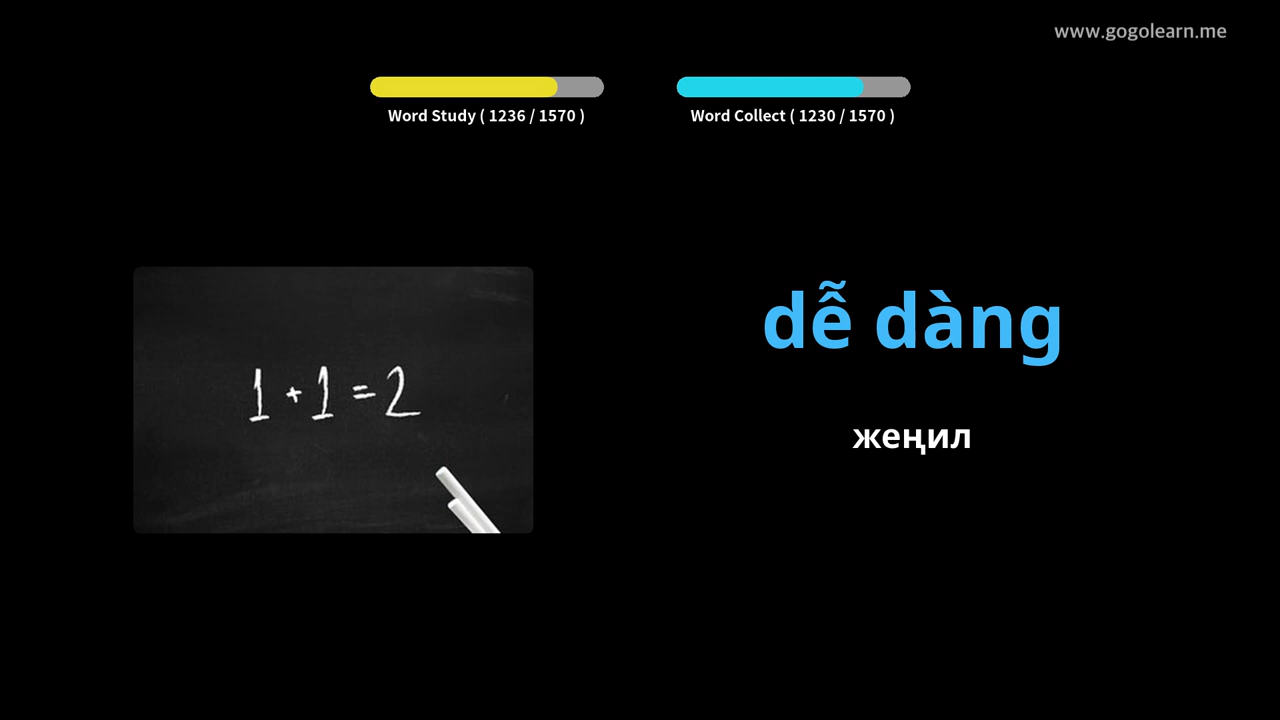 www.gogolearn.me
Word Study ( 1236 / 1570 )
Word Collect ( 1230 / 1570 )
1 + 1 = 2
dễ dàng
жеңил